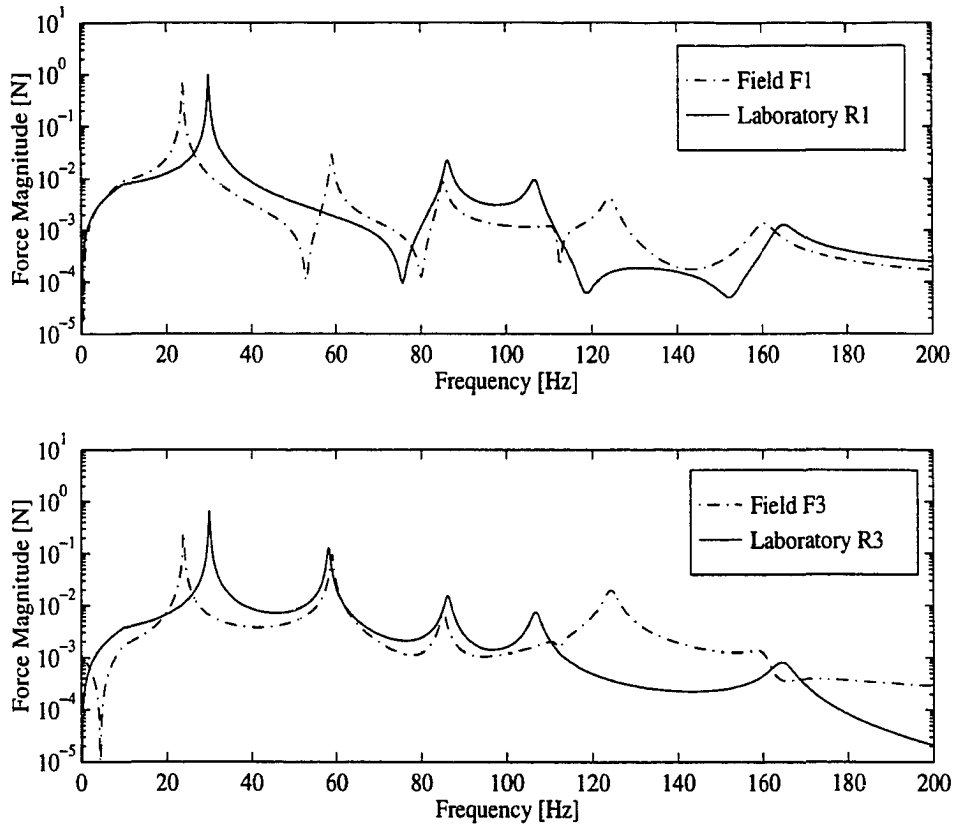 Force Magnitude [N]
10^1
10^0
10^-1
10^-2
10^-3
10^-4
10^-5
Field F1
Laboratory R1
0 20 40 60 80 100 120 140 160 180 200
Frequency [Hz]
Force Magnitude [N]
10^1
10^0
10^-1
10^-2
10^-3
10^-4
10^-5
Field F3
Laboratory R3
0 20 40 60 80 100 120 140 160 180 200
Frequency [Hz]